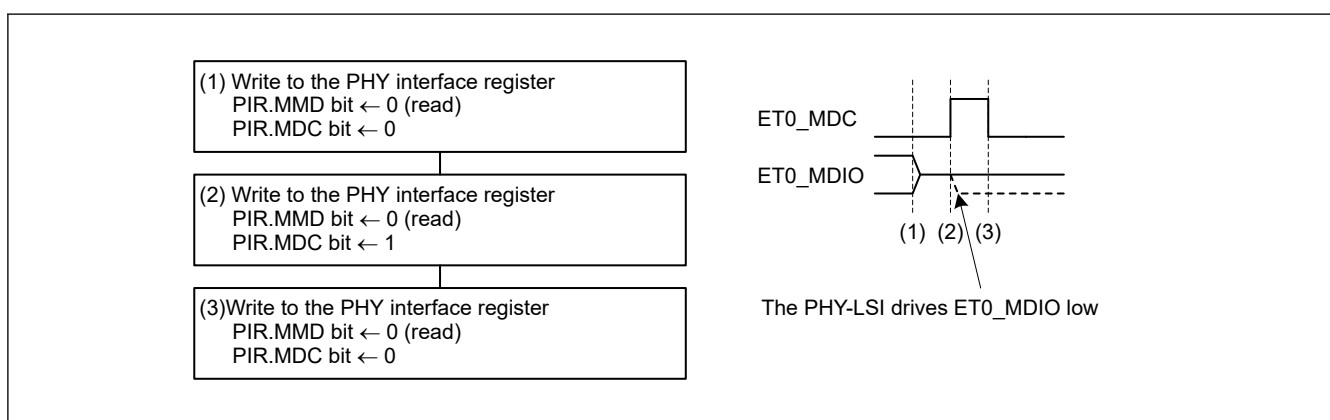 (1) Write to the PHY interface register
PIR.MMD bit ← 0 (read)
PIR.MDC bit ← 0
(2) Write to the PHY interface register
PIR.MMD bit ← 0 (read)
PIR.MDC bit ← 1
(3)Write to the PHY interface register
PIR.MMD bit ← 0 (read)
PIR.MDC bit ← 0
ET0_MDC
ET0_MDIO
(1) (2) (3)
The PHY-LSI drives ET0_MDIO low